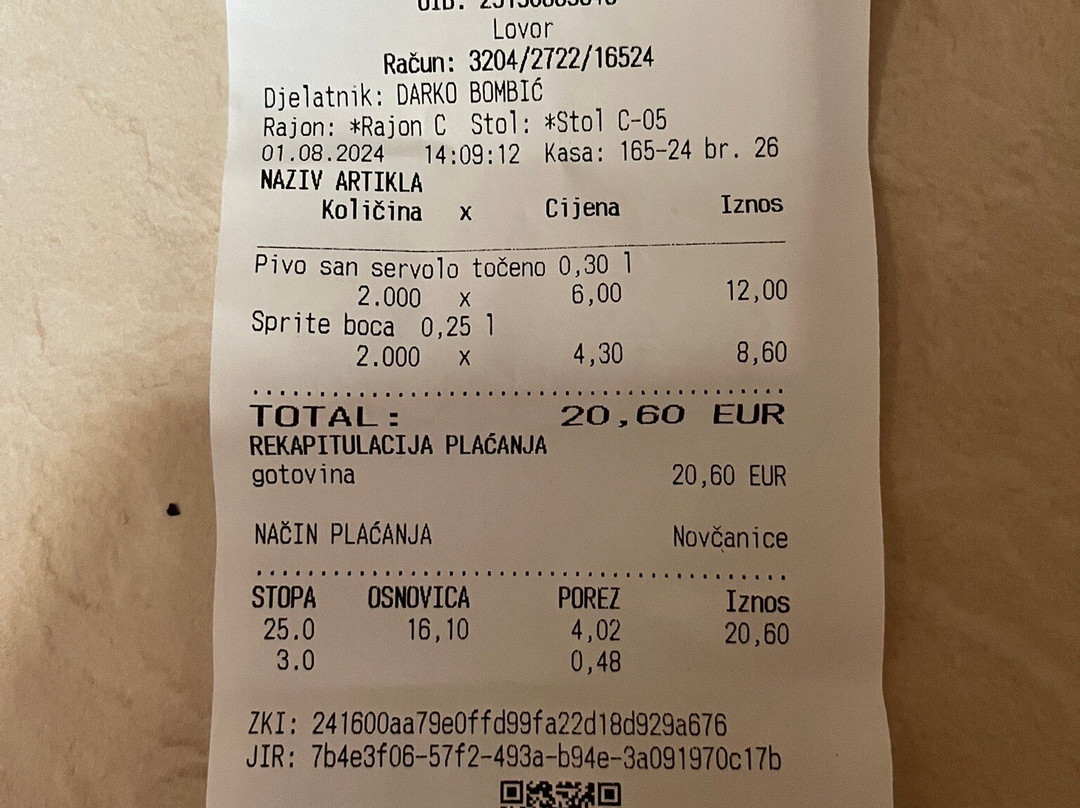 Lovor
Račun: 3204/2722/16524
Djelatnik: DARKO BOMBIĆ
Rajon: *Rajon C Stol: *Stol C-05
01.08.2024 14:09:12 Kasa: 165-24 br. 26
NAZIV ARTIKLA
Količina x Cijena Iznos
Pivo san servolo točeno 0,30 l
2.000 x 6,00 12,00
Sprite boca 0,25 l
2.000 x 4,30 8,60
TOTAL: 20,60 EUR
REKAPITULACIJA PLAĆANJA
gotovina 20,60 EUR
NAČIN PLAĆANJA Novčanice
STOPA OSNOVICA POREZ Iznos
25.0 16,10 4,02 20,60
3.0 0,48
ZKI: 241600aa79e0ffd99fa22d18d929a676
JIR: 7b4e3f06-57f2-493a-b94e-3a091970c17b